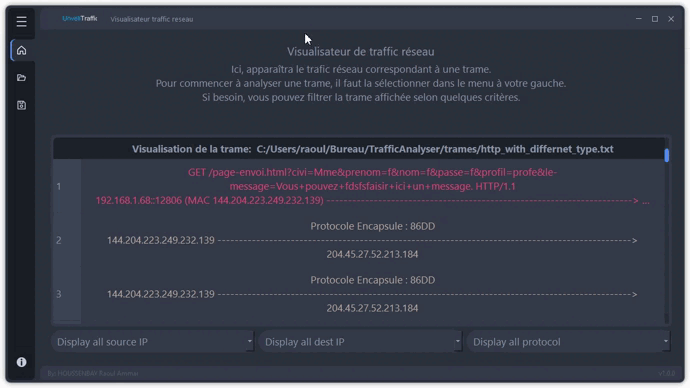 UnveilTraffic
Visualisateur traffic reseau
Visualisateur de traffic réseau
Ici, apparaîtra le trafic réseau correspondant à une trame.
Pour commencer à analyser une trame, il faut la sélectionner dans le menu à votre gauche.
Si besoin, vous pouvez filtrer la trame affichée selon quelques critères.
Visualisation de la trame: C:/Users/raoul/Bureau/TrafficAnalyser/trames/http_with_differnet_type.txt
1
GET /page-envoi.html?civi=Mme&prenom=f&nom=f&passe=f&profil=profe&le-
message=Vous+pouvez+fdsfsfaisir+ici+un+message. HTTP/1.1
192.168.1.68::12806 (MAC 144.204.223.249.232.139) ------------------------------------------------------------> ...
Protocole Encapsule : 86DD
2
144.204.223.249.232.139 ------------------------------------------------------------------------------------>
204.45.27.52.213.184
Protocole Encapsule : 86DD
3
144.204.223.249.232.139 ------------------------------------------------------------------------------------>
204.45.27.52.213.184
Display all source IP
Display all dest IP
Display all protocol
By: HOUSSENBAY Raoul Ammar